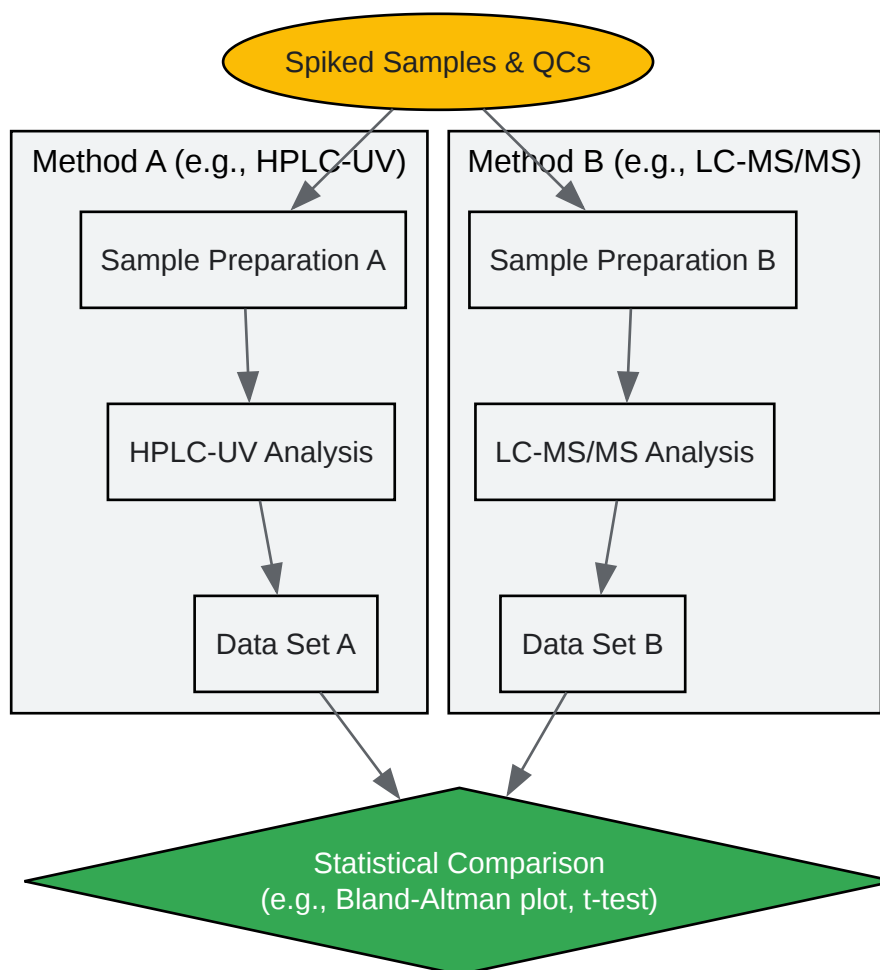 Spiked Samples & QCs
Method A (e.g., HPLC-UV)
Method B (e.g., LC-MS/MS)
Sample Preparation A
Sample Preparation B
HPLC-UV Analysis
LC-MS/MS Analysis
Data Set A
Data Set B
Statistical Comparison
(e.g., Bland-Altman plot, t-test)